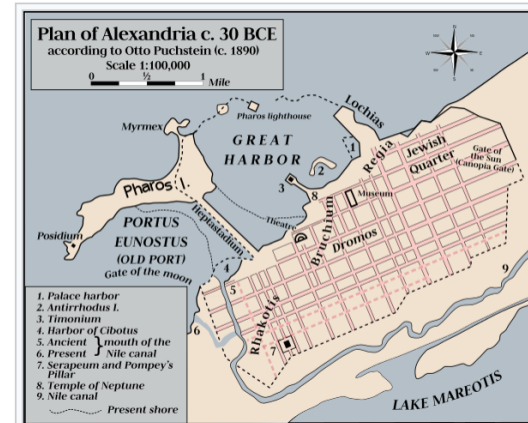 Plan of Alexandria c. 30 BCE
according to Otto Puchstein (c. 1890)
Scale 1:100,000
0 ½ 1 Mile
N
W E
S
Lochias
Pharos lighthouse
Myrmex
GREAT
HARBOR
1
Regia
Jewish
Quarter
Gate of
the Sun
(Canopia Gate)
2
3
8
Museum
Pharos I.
Heptastadium
Theatre
Bruchium
Dromos
Posidium
PORTUS
EUNOSTUS
(OLD PORT)
Gate of the moon
4
5
6
Rhakotis
7
9
LAKE MAREOTIS
1. Palace harbor
2. Antirrhodus I.
3. Timonium
4. Harbor of Cibotus
5. Ancient } mouth of the
6. Present } Nile canal
7. Serapeum and Pompey's
Pillar
8. Temple of Neptune
9. Nile canal
Present shore